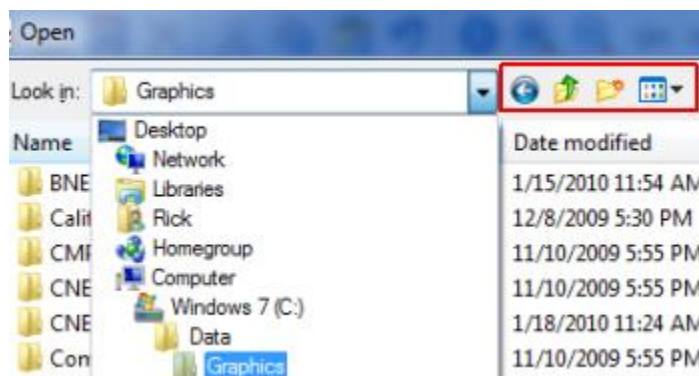 Open
Look in: Graphics
Name Date modified
Desktop
Network
Libraries
Rick
Homegroup
Computer
Windows 7 (C:)
Data
Graphics
BNE
Calif
CNE
CNE
Con
1/15/2010 11:54 AM
12/8/2009 5:30 PM
11/10/2009 5:55 PM
11/10/2009 5:55 PM
1/18/2010 11:24 AM
11/10/2009 5:55 PM